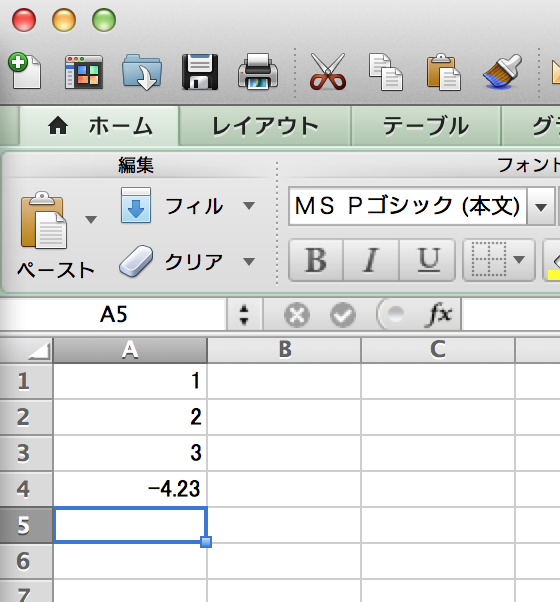 ホーム レイアウト テーブル グラ
編集 フォント
フィル
MS Pゴシック (本文)
ペースト クリア B I U
A5 fx
A B C
1 1
2 2
3 3
4 -4.23
5
6
7